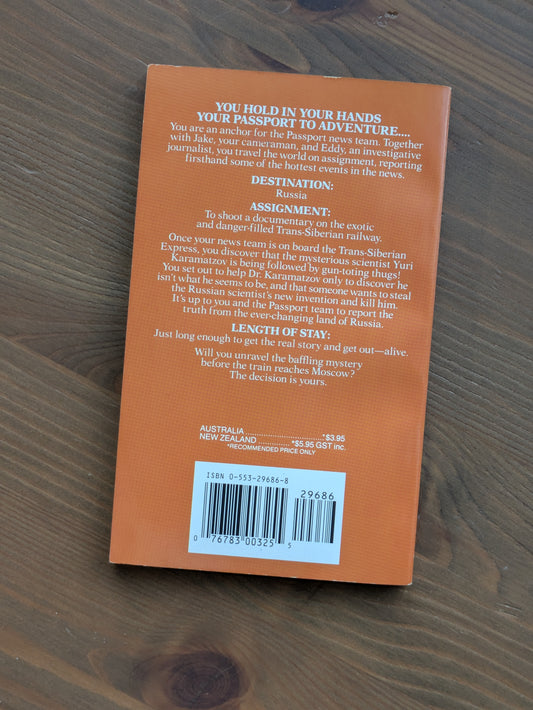 YOU HOLD IN YOUR HANDS
YOUR PASSPORT TO ADVENTURE....
You are an anchor for the Passport news team. Together
with Jake, your cameraman, and Eddy, an investigative
journalist, you travel the world on assignment, reporting
firsthand some of the hottest events in the news.
DESTINATION:
Russia
ASSIGNMENT:
To shoot a documentary on the exotic
and danger-filled Trans-Siberian railway.
Once your news team is on board the Trans-Siberian
Express, you discover that the mysterious scientist Yuri
Karamatzov is being followed by gun-toting thugs!
You set out to help Dr. Karamatzov only to discover he
isn't what he seems to be, and that someone wants to steal
the Russian scientist's new invention and kill him.
It's up to you and the Passport team to report the
truth from the ever-changing land of Russia.
LENGTH OF STAY:
Just long enough to get the real story and get out—alive.
Will you unravel the baffling mystery
before the train reaches Moscow?
The decision is yours.
AUSTRALIA ................................*$3.95
NEW ZEALAND ............. *$5.95 GST inc.
*RECOMMENDED PRICE ONLY
ISBN 0-553-29686-8
29686
0 76783 00325 5